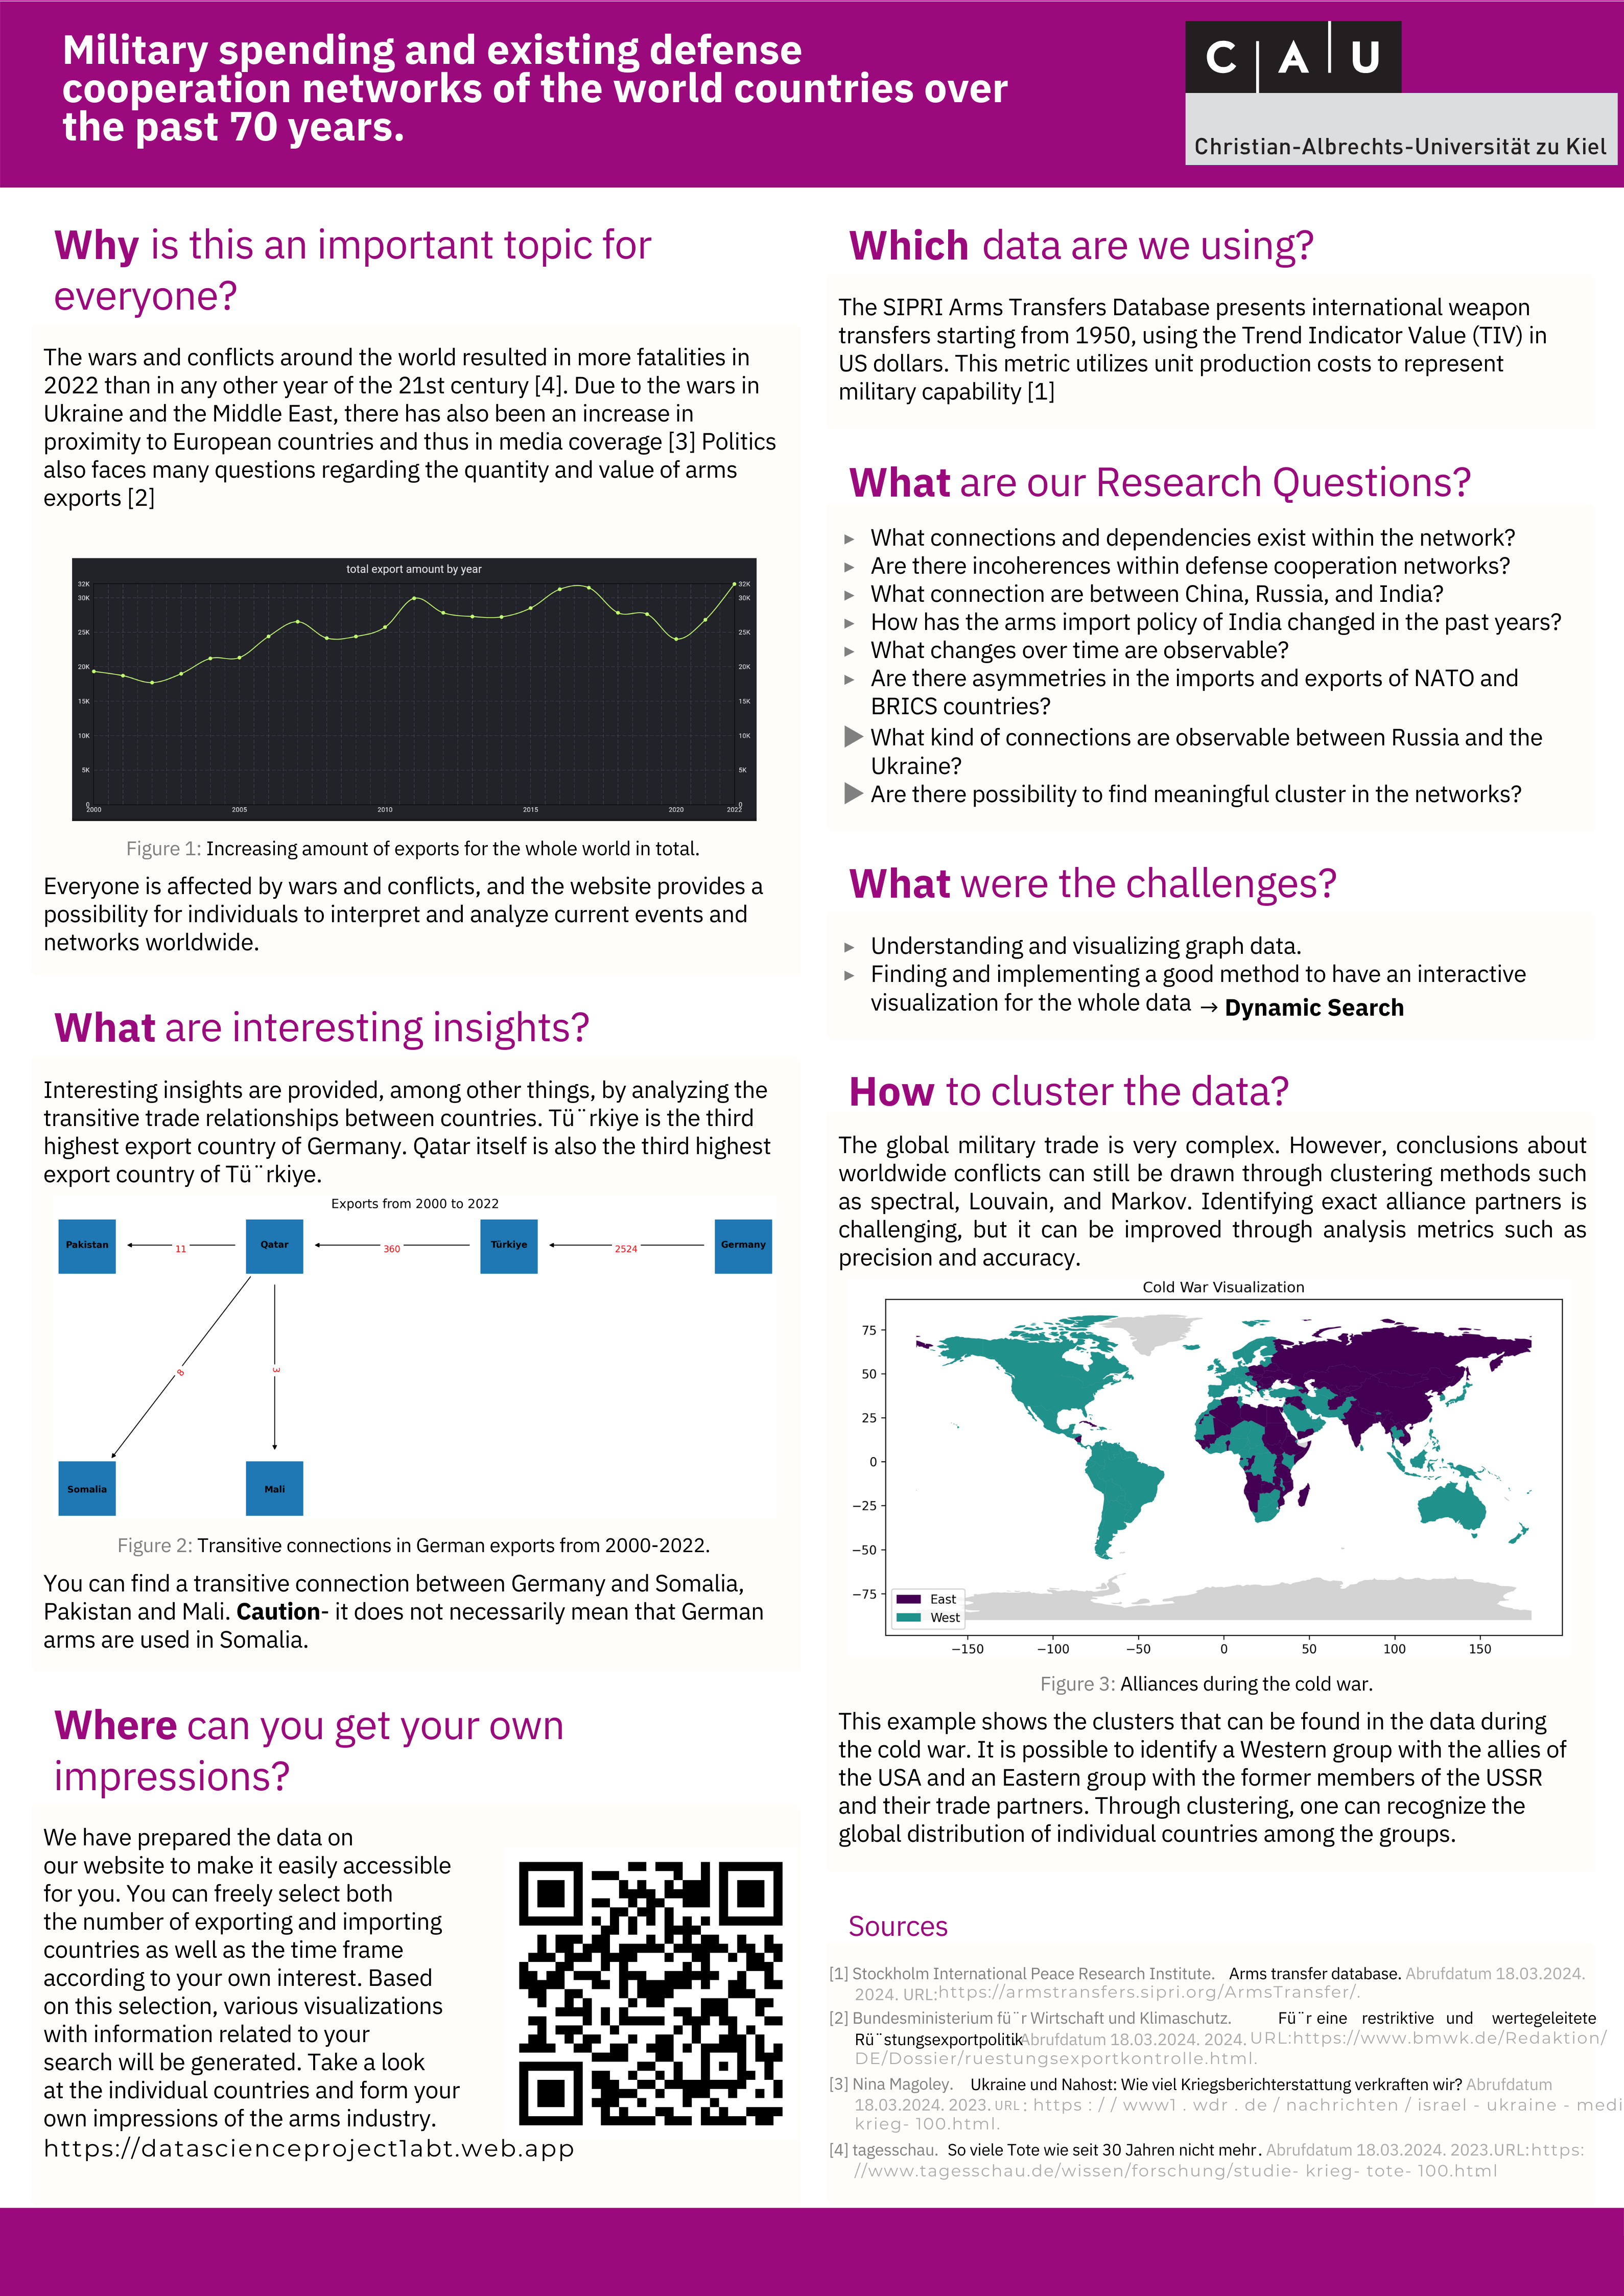 Military spending and existing defense
cooperation networks of the world countries over
the past 70 years.
C A U
Christian-Albrechts-Universität zu Kiel
Why is this an important topic for
everyone?
The wars and conflicts around the world resulted in more fatalities in
2022 than in any other year of the 21st century [4]. Due to the wars in
Ukraine and the Middle East, there has also been an increase in
proximity to European countries and thus in media coverage [3] Politics
also faces many questions regarding the quantity and value of arms
exports [2]
total export amount by year
32K 32K
30K 30K
25K 25K
20K 20K
15K 15K
10K 10K
5K 5K
0 0
2000 2005 2010 2015 2020 2022
Figure 1: Increasing amount of exports for the whole world in total.
Everyone is affected by wars and conflicts, and the website provides a
possibility for individuals to interpret and analyze current events and
networks worldwide.
What are interesting insights?
Interesting insights are provided, among other things, by analyzing the
transitive trade relationships between countries. Tü¨rkiye is the third
highest export country of Germany. Qatar itself is also the third highest
export country of Tü¨rkiye.
Exports from 2000 to 2022
Pakistan 11 Qatar 360 Türkiye 2524 Germany
8 3
Somalia Mali
Figure 2: Transitive connections in German exports from 2000-2022.
You can find a transitive connection between Germany and Somalia,
Pakistan and Mali. Caution- it does not necessarily mean that German
arms are used in Somalia.
Where can you get your own
impressions?
We have prepared the data on
our website to make it easily accessible
for you. You can freely select both
the number of exporting and importing
countries as well as the time frame
according to your own interest. Based
on this selection, various visualizations
with information related to your
search will be generated. Take a look
at the individual countries and form your
own impressions of the arms industry.
https://datascienceproject1abt.web.app
Which data are we using?
The SIPRI Arms Transfers Database presents international weapon
transfers starting from 1950, using the Trend Indicator Value (TIV) in
US dollars. This metric utilizes unit production costs to represent
military capability [1]
What are our Research Questions?
▶ What connections and dependencies exist within the network?
▶ Are there incoherences within defense cooperation networks?
▶ What connection are between China, Russia, and India?
▶ How has the arms import policy of India changed in the past years?
▶ What changes over time are observable?
▶ Are there asymmetries in the imports and exports of NATO and
BRICS countries?
▶ What kind of connections are observable between Russia and the
Ukraine?
▶ Are there possibility to find meaningful cluster in the networks?
What were the challenges?
▶ Understanding and visualizing graph data.
▶ Finding and implementing a good method to have an interactive
visualization for the whole data → Dynamic Search
How to cluster the data?
The global military trade is very complex. However, conclusions about
worldwide conflicts can still be drawn through clustering methods such
as spectral, Louvain, and Markov. Identifying exact alliance partners is
challenging, but it can be improved through analysis metrics such as
precision and accuracy.
Cold War Visualization
75
50
25
0
−25
−50
−75
East
West
−150 −100 −50 0 50 100 150
Figure 3: Alliances during the cold war.
This example shows the clusters that can be found in the data during
the cold war. It is possible to identify a Western group with the allies of
the USA and an Eastern group with the former members of the USSR
and their trade partners. Through clustering, one can recognize the
global distribution of individual countries among the groups.
Sources
[1] Stockholm International Peace Research Institute. Arms transfer database. Abrufdatum 18.03.2024.
2024. URL:https://armstransfers.sipri.org/ArmsTransfer/.
[2] Bundesministerium fü¨r Wirtschaft und Klimaschutz. Fü¨r eine restriktive und wertegeleitete
Rü¨stungsexportpolitik Abrufdatum 18.03.2024. 2024. URL:https://www.bmwk.de/Redaktion/
DE/Dossier/ruestungsexportkontrolle.html.
[3] Nina Magoley. Ukraine und Nahost: Wie viel Kriegsberichterstattung verkraften wir? Abrufdatum
18.03.2024. 2023. URL : https : / / www1 . wdr . de / nachrichten / israel - ukraine - medi
krieg- 100.html.
[4] tagesschau. So viele Tote wie seit 30 Jahren nicht mehr. Abrufdatum 18.03.2024. 2023.URL:https:
//www.tagesschau.de/wissen/forschung/studie- krieg- tote- 100.html